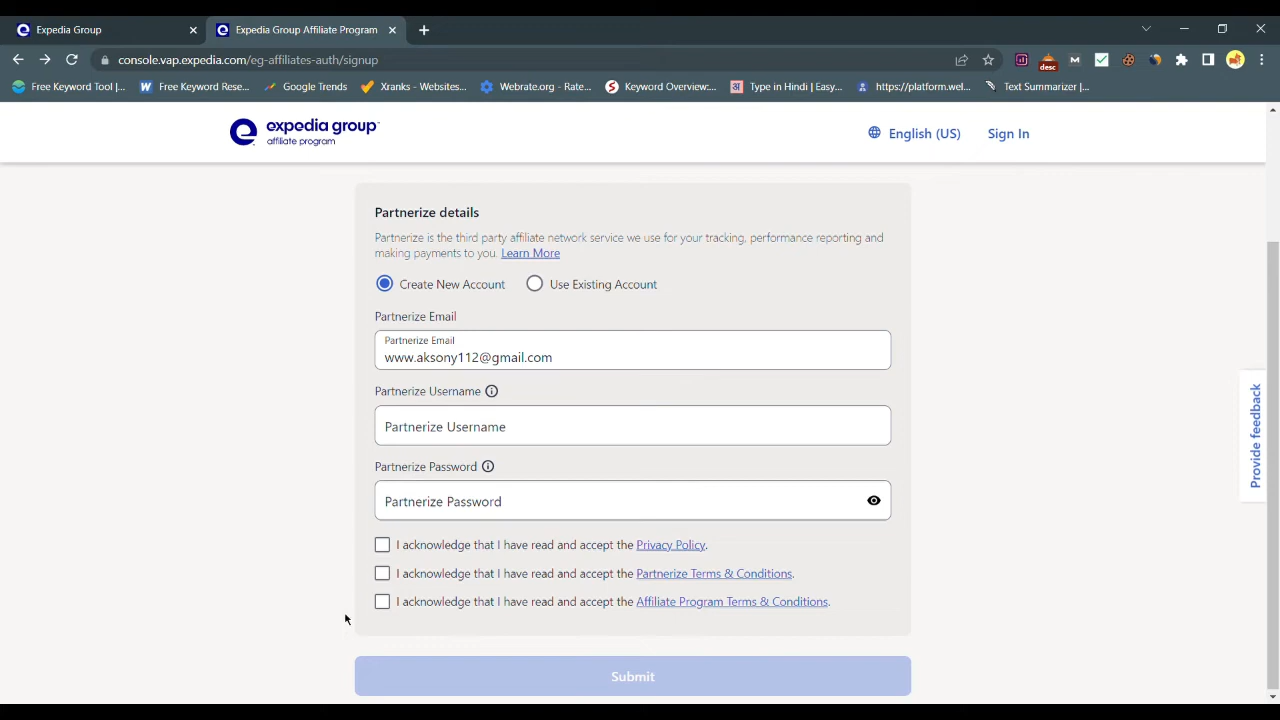 Expedia Group
Expedia Group Affiliate Program
console.vap.expedia.com/eg-affiliates-auth/signup
desc
M
Free Keyword Tool |...
W Free Keyword Rese...
Google Trends
Xranks - Websites...
Webrate.org - Rate...
S Keyword Overview:...
अ Type in Hindi | Easy...
https://platform.wel...
Text Summarizer |...
expedia group™
affiliate program
English (US)
Sign In
Partnerize details
Partnerize is the third party affiliate network service we use for your tracking, performance reporting and
making payments to you. Learn More
Create New Account
Use Existing Account
Partnerize Email
Partnerize Email
www.aksony112@gmail.com
Partnerize Username
Partnerize Username
Partnerize Password
Partnerize Password
I acknowledge that I have read and accept the Privacy Policy.
I acknowledge that I have read and accept the Partnerize Terms & Conditions.
I acknowledge that I have read and accept the Affiliate Program Terms & Conditions.
Submit
Provide feedback